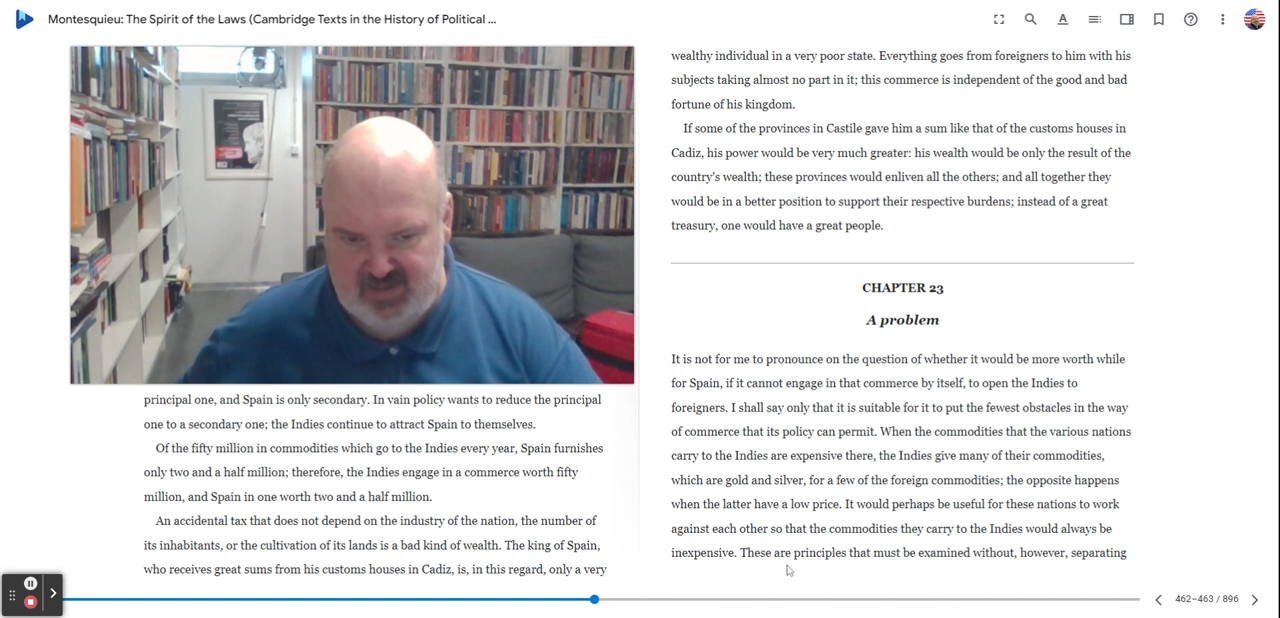 Montesquieu: The Spirit of the Laws (Cambridge Texts in the History of Political ...
principal one, and Spain is only secondary. In vain policy wants to reduce the principal
one to a secondary one; the Indies continue to attract Spain to themselves.
Of the fifty million in commodities which go to the Indies every year, Spain furnishes
only two and a half million; therefore, the Indies engage in a commerce worth fifty
million, and Spain in one worth two and a half million.
An accidental tax that does not depend on the industry of the nation, the number of
its inhabitants, or the cultivation of its lands is a bad kind of wealth. The king of Spain,
who receives great sums from his customs houses in Cadiz, is, in this regard, only a very
wealthy individual in a very poor state. Everything goes from foreigners to him with his
subjects taking almost no part in it; this commerce is independent of the good and bad
fortune of his kingdom.
If some of the provinces in Castile gave him a sum like that of the customs houses in
Cadiz, his power would be very much greater: his wealth would be only the result of the
country's wealth; these provinces would enliven all the others; and all together they
would be in a better position to support their respective burdens; instead of a great
treasury, one would have a great people.
CHAPTER 23
A problem
It is not for me to pronounce on the question of whether it would be more worth while
for Spain, if it cannot engage in that commerce by itself, to open the Indies to
foreigners. I shall say only that it is suitable for it to put the fewest obstacles in the way
of commerce that its policy can permit. When the commodities that the various nations
carry to the Indies are expensive there, the Indies give many of their commodities,
which are gold and silver, for a few of the foreign commodities; the opposite happens
when the latter have a low price. It would perhaps be useful for these nations to work
against each other so that the commodities they carry to the Indies would always be
inexpensive. These are principles that must be examined without, however, separating
462–463 / 896